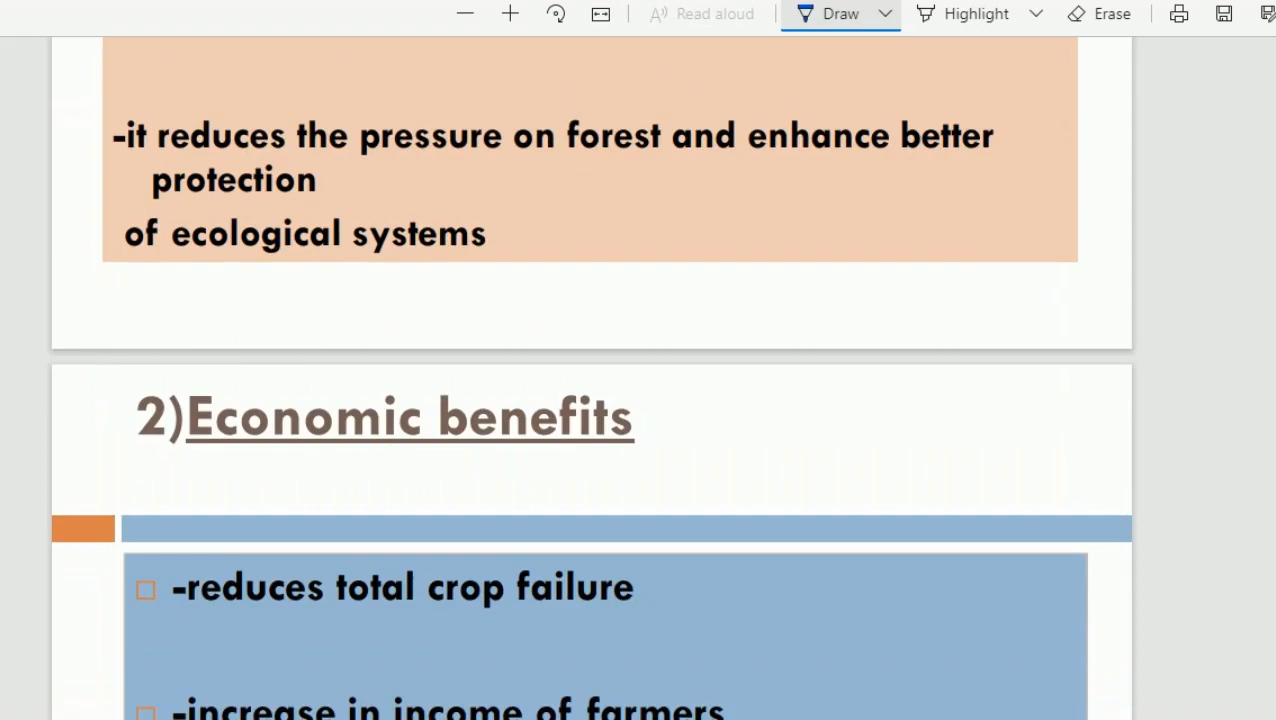 Read aloud
Draw
Highlight
Erase
-it reduces the pressure on forest and enhance better
protection
of ecological systems
2)Economic benefits
-reduces total crop failure
-increase in income of farmers